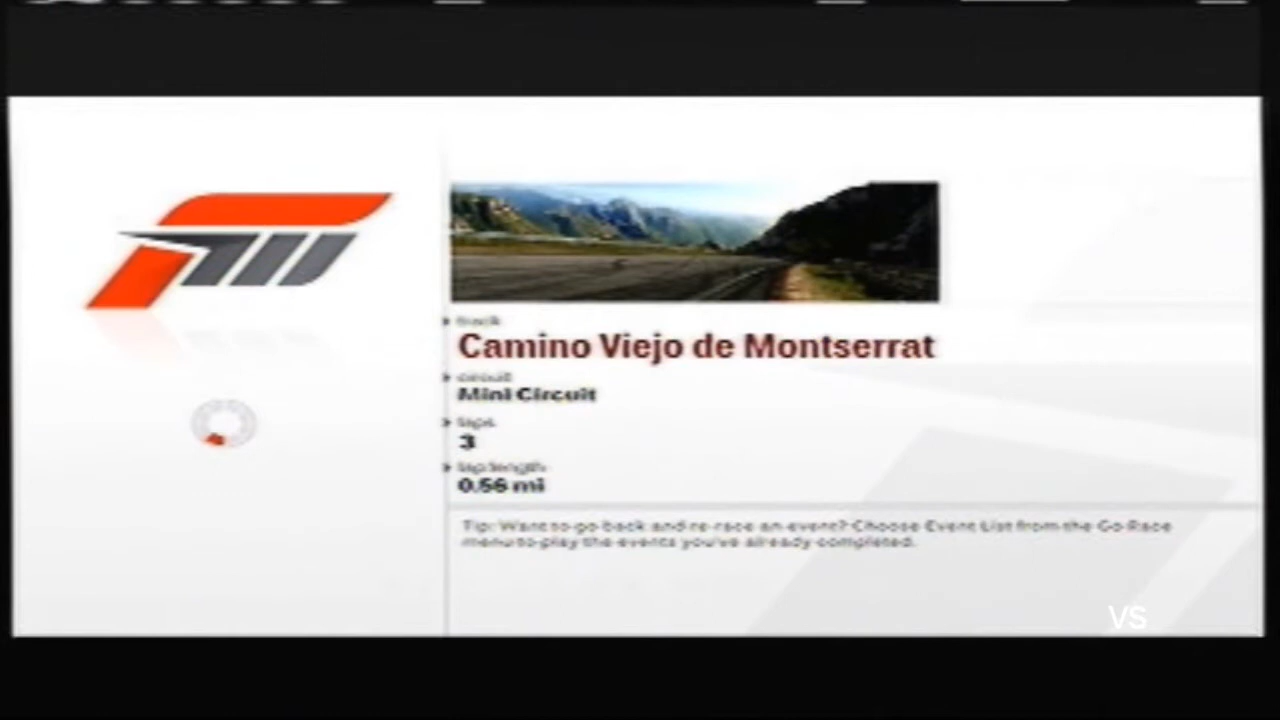 track
Camino Viejo de Montserrat
circuit
Mini Circuit
laps
3
lap length
0.56 mi
Tip: Want to go back and re-race an event? Choose Event List from the Go Race
menu to play the events you've already completed.
VS